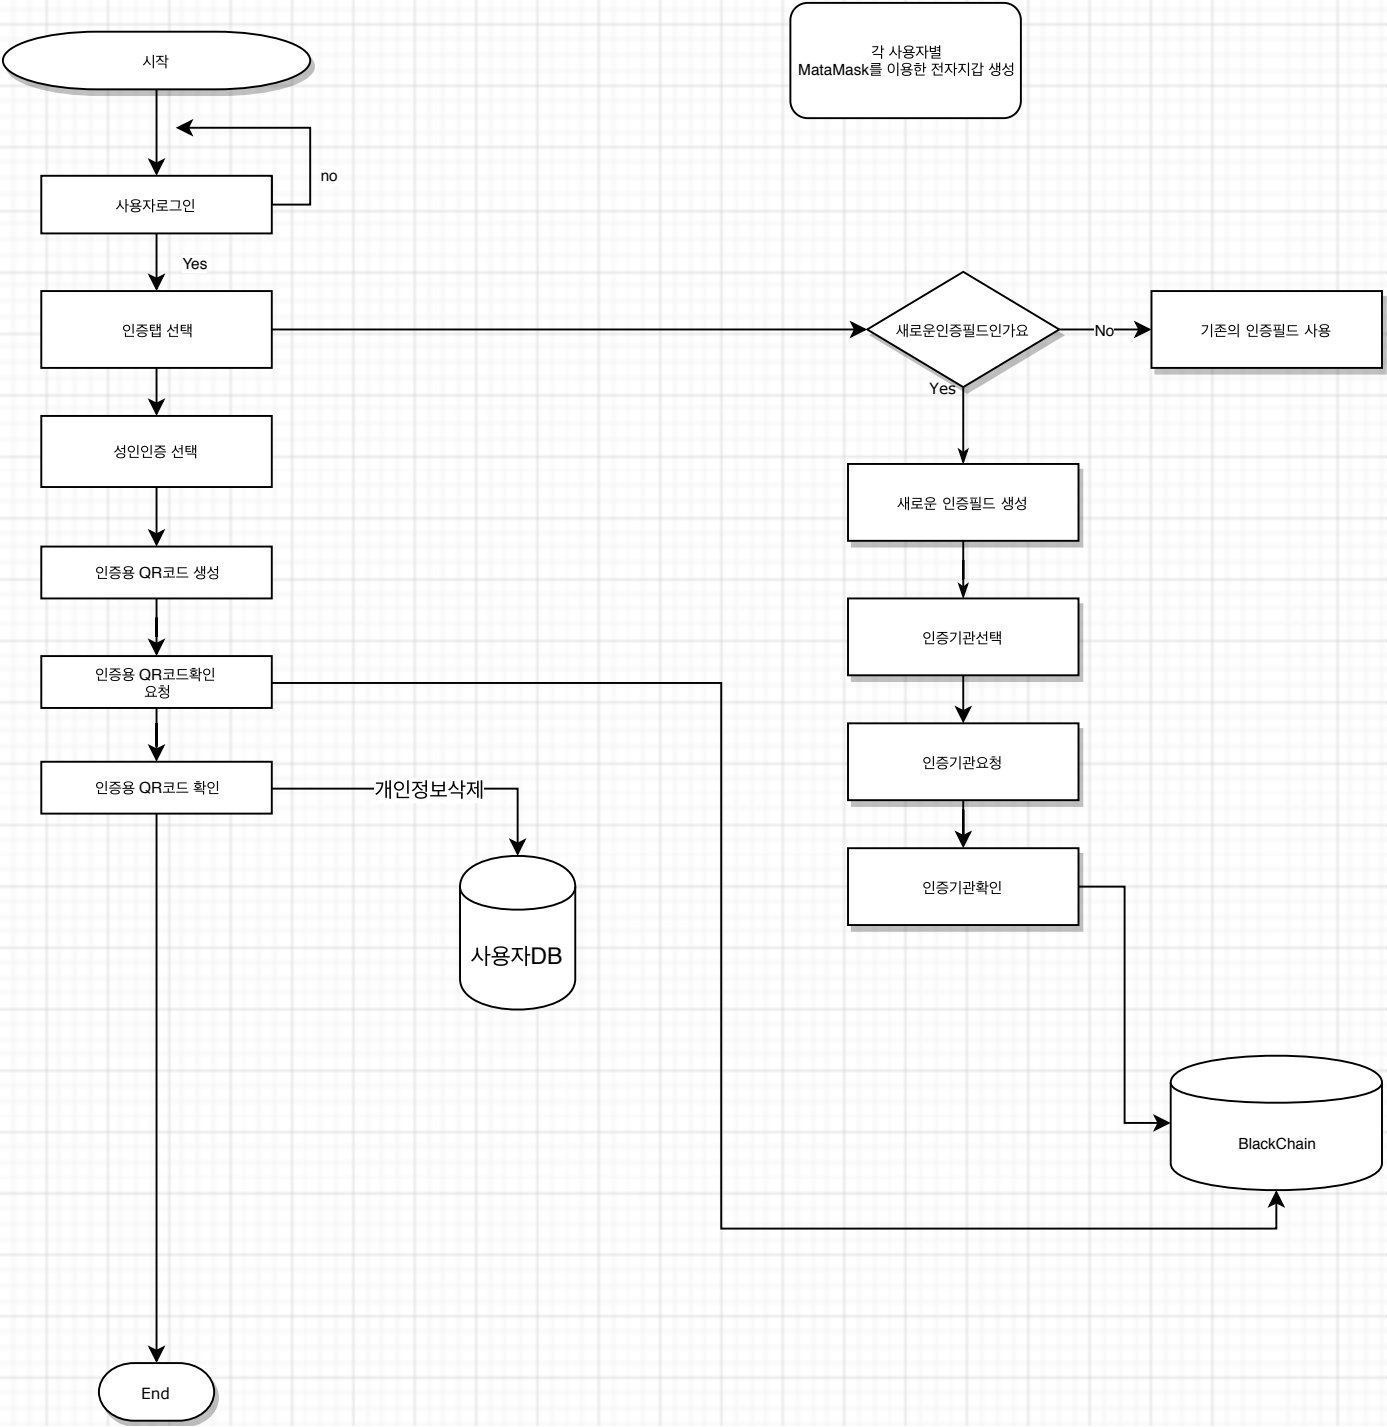 시작
각 사용자별
MataMask를 이용한 전자지갑 생성
no
사용자로그인
Yes
인증탭 선택
새로운인증필드인가요
No
기존의 인증필드 사용
Yes
성인인증 선택
새로운 인증필드 생성
인증용 QR코드 생성
인증기관선택
인증용 QR코드확인
요청
인증기관요청
인증용 QR코드 확인
개인정보삭제
인증기관확인
사용자DB
BlackChain
End